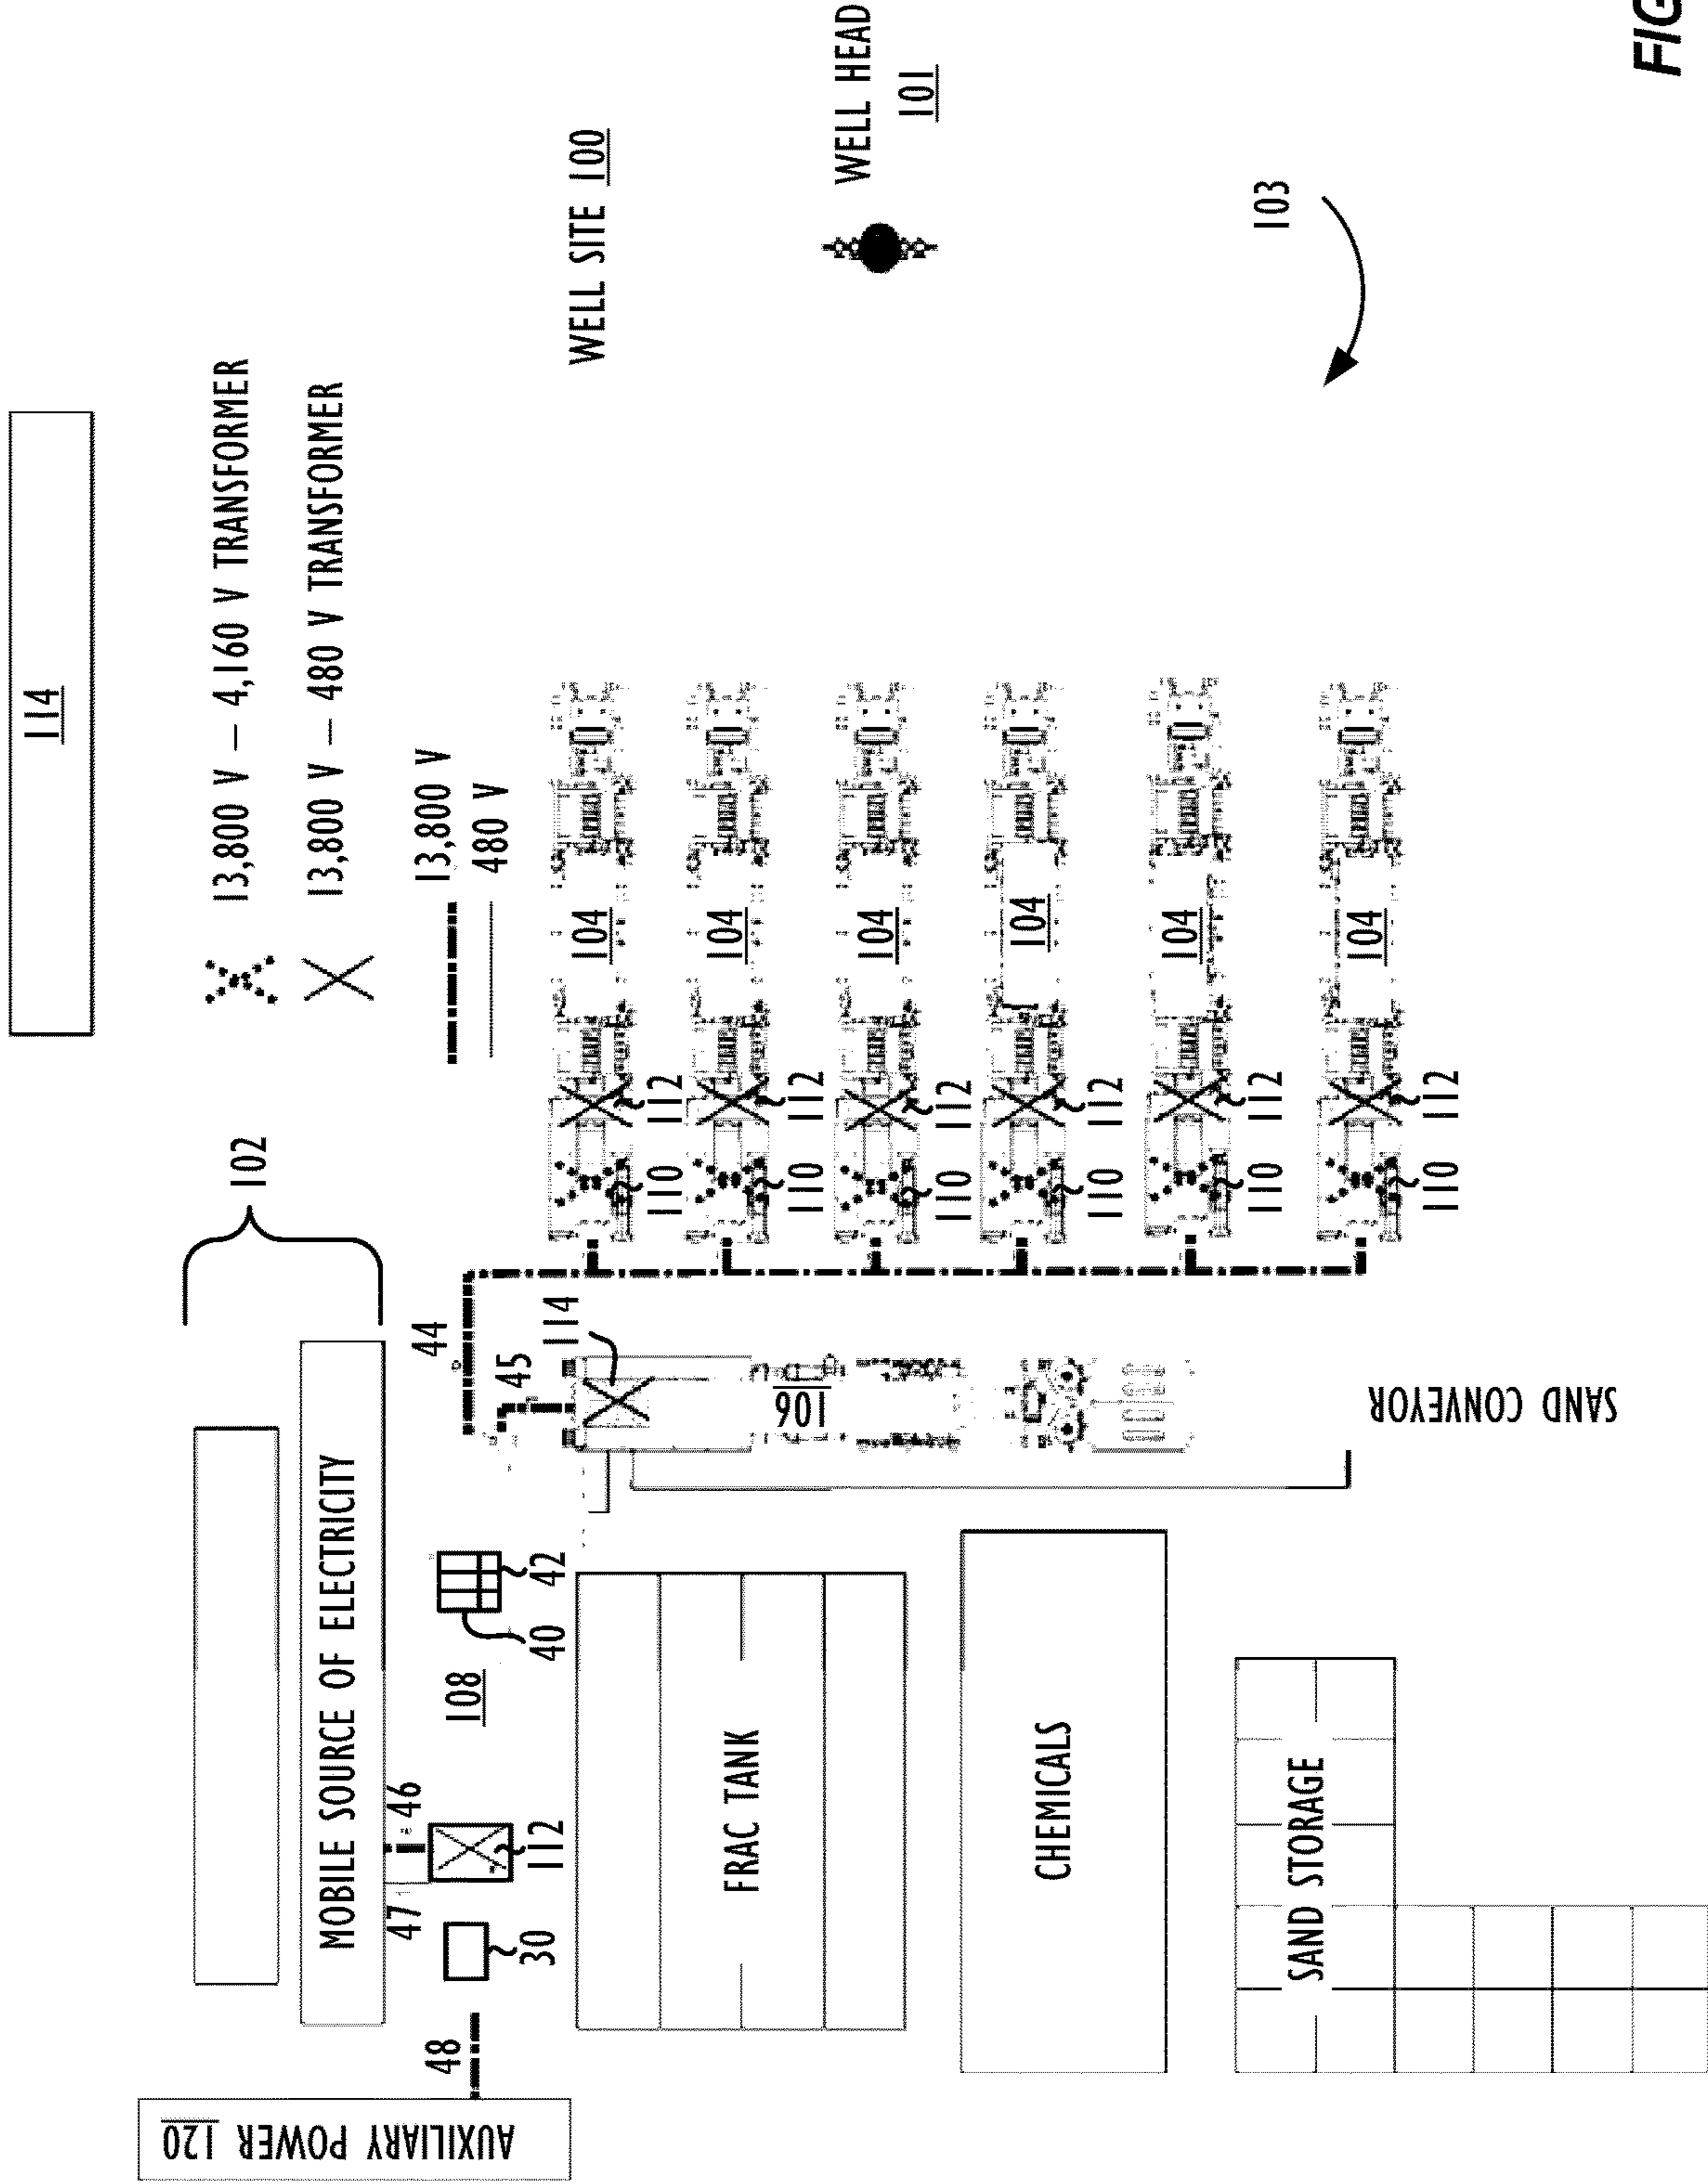 114
13,800 V – 4,160 V TRANSFORMER
13,800 V – 480 V TRANSFORMER
13,800 V
480 V
102
MOBILE SOURCE OF ELECTRICITY
AUXILIARY POWER 120
48
47
46
44
45
30
112
108
40
42
114
106
SAND CONVEYOR
FRAC TANK
CHEMICALS
SAND STORAGE
110
112
104
110
112
104
110
112
104
110
112
104
110
112
104
110
112
104
WELL SITE 100
WELL HEAD
101
103
FIG